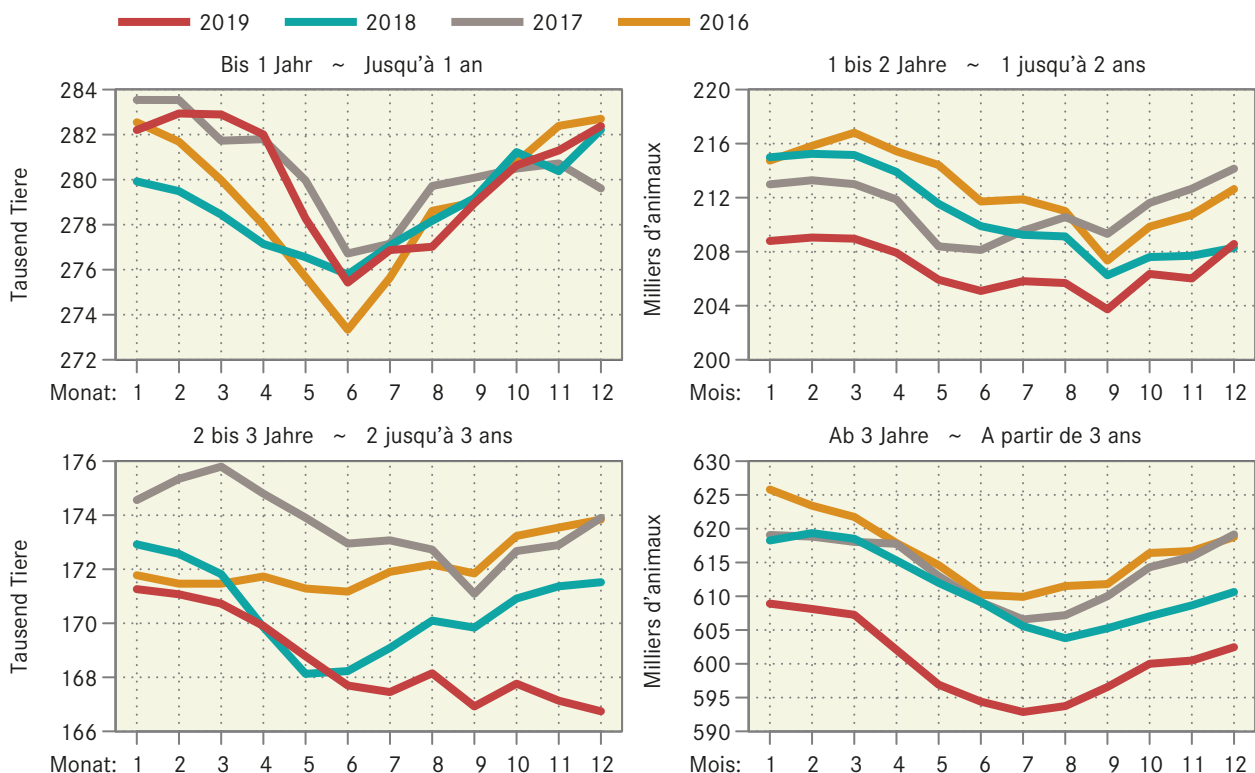 2019 2018 2017 2016
Bis 1 Jahr ~ Jusqu'à 1 an
Tausend Tiere
284
282
280
278
276
274
272
Monat: 1 2 3 4 5 6 7 8 9 10 11 12
1 bis 2 Jahre ~ 1 jusqu'à 2 ans
Milliers d'animaux
220
216
212
208
204
200
Mois: 1 2 3 4 5 6 7 8 9 10 11 12
2 bis 3 Jahre ~ 2 jusqu'à 3 ans
Tausend Tiere
176
174
172
170
168
166
Monat: 1 2 3 4 5 6 7 8 9 10 11 12
Ab 3 Jahre ~ A partir de 3 ans
Milliers d'animaux
630
625
620
615
610
605
600
595
590
Mois: 1 2 3 4 5 6 7 8 9 10 11 12